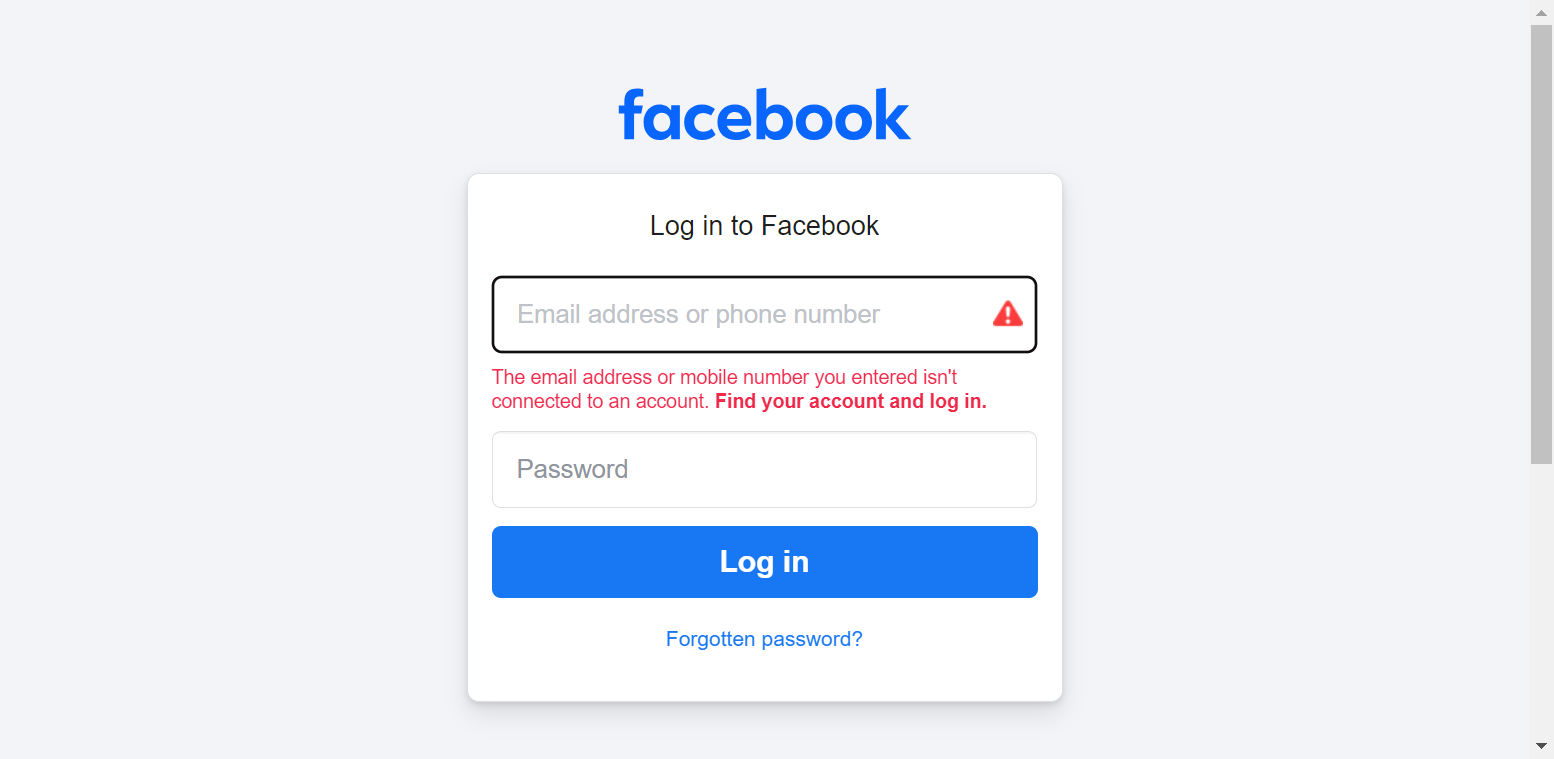 facebook
Log in to Facebook
Email address or phone number
The email address or mobile number you entered isn't
connected to an account. Find your account and log in.
Password
Log in
Forgotten password?